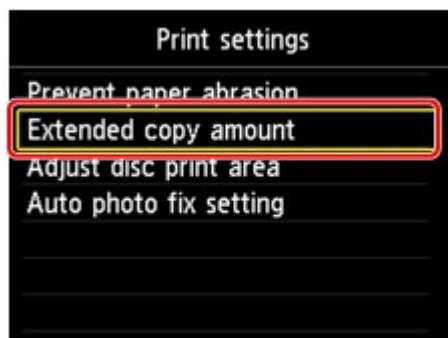 Print settings
Prevent paper abrasion
Extended copy amount
Adjust disc print area
Auto photo fix setting